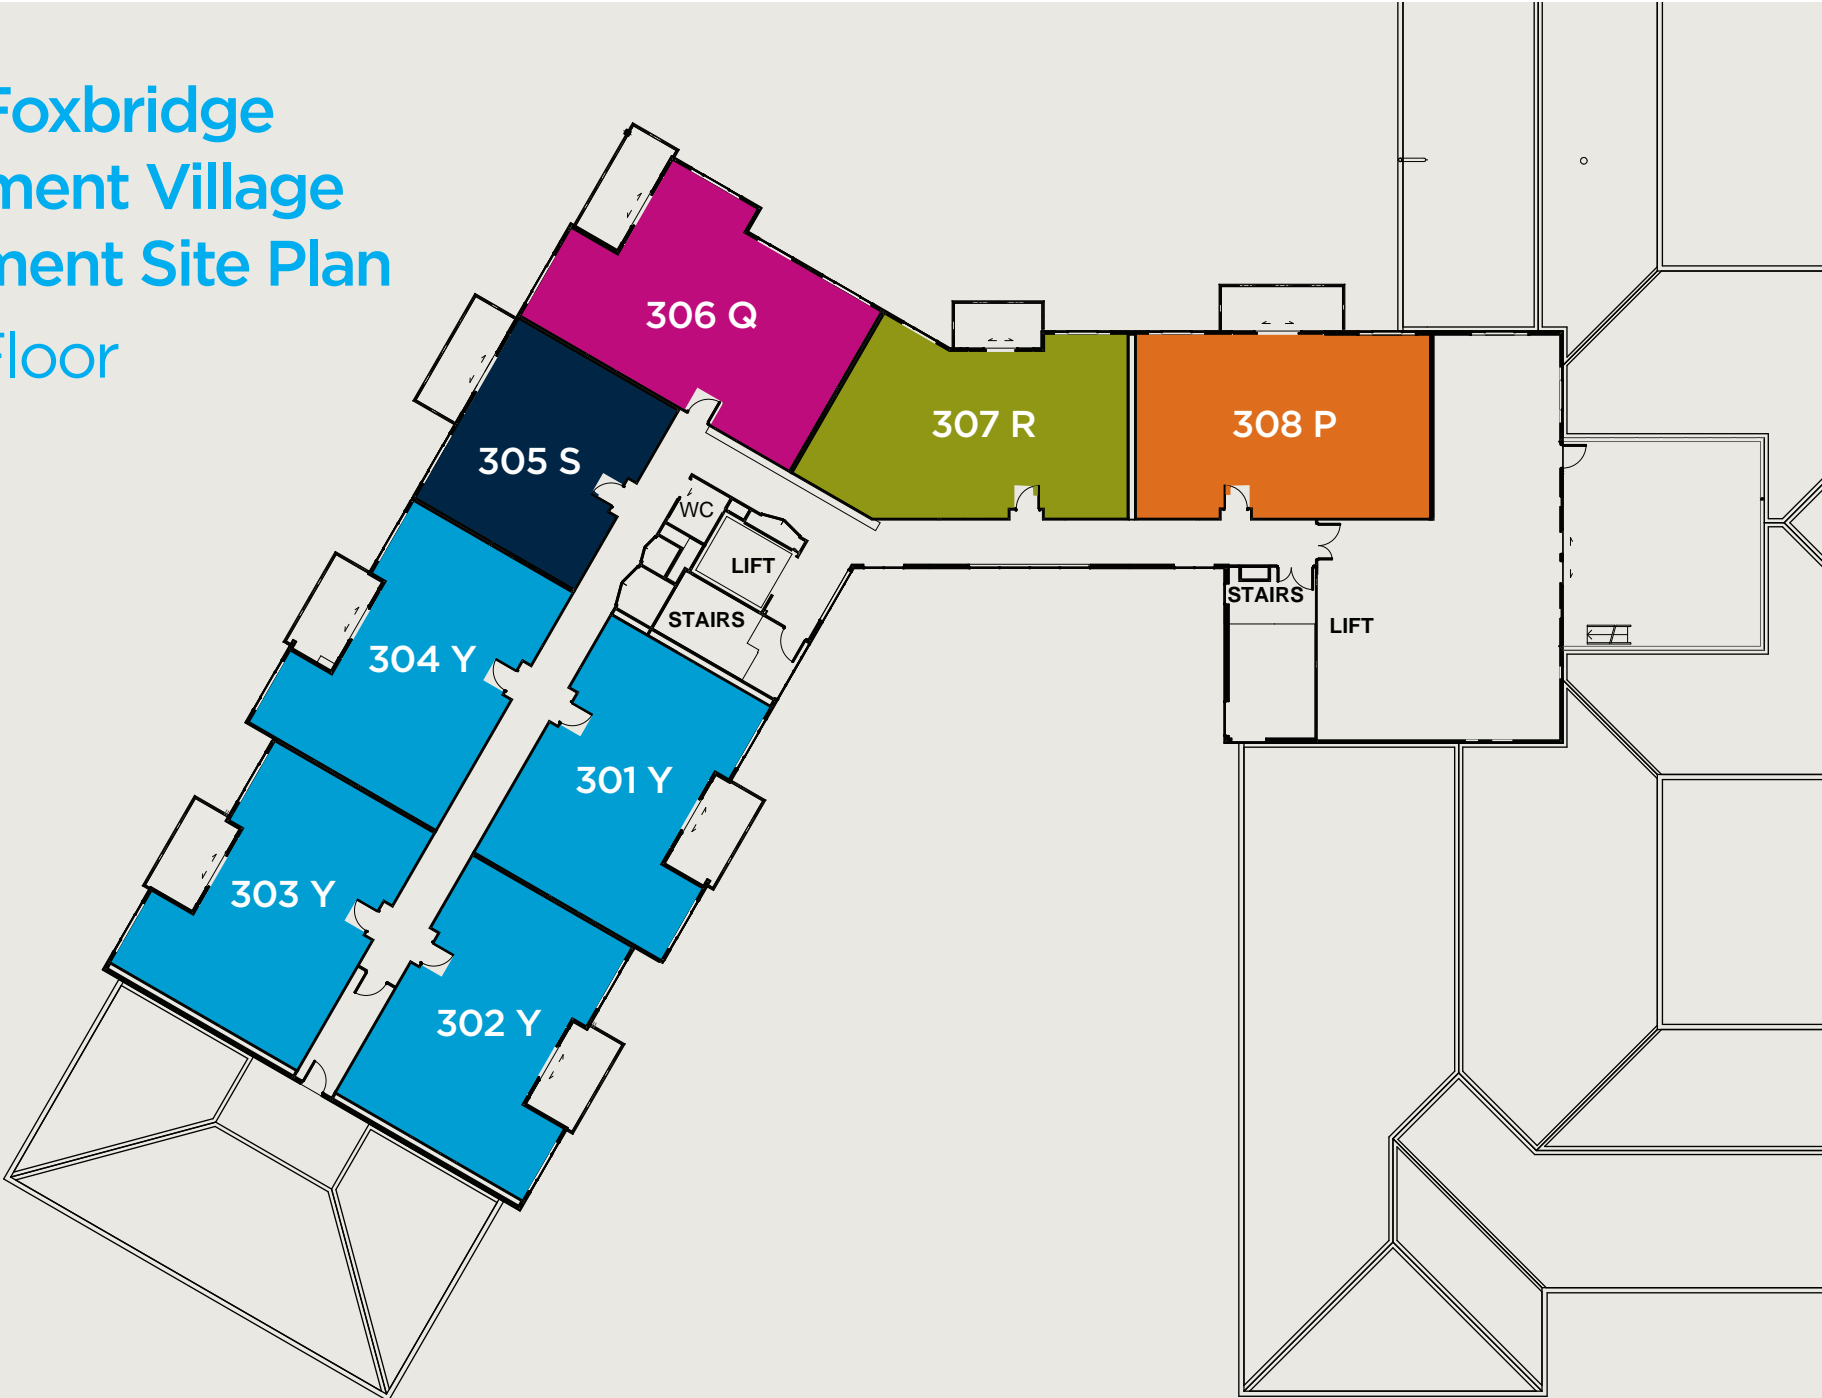 Foxbridge
ment Village
ment Site Plan
Floor
306 Q
307 R
308 P
305 S
WC
LIFT
STAIRS
STAIRS
LIFT
304 Y
301 Y
303 Y
302 Y